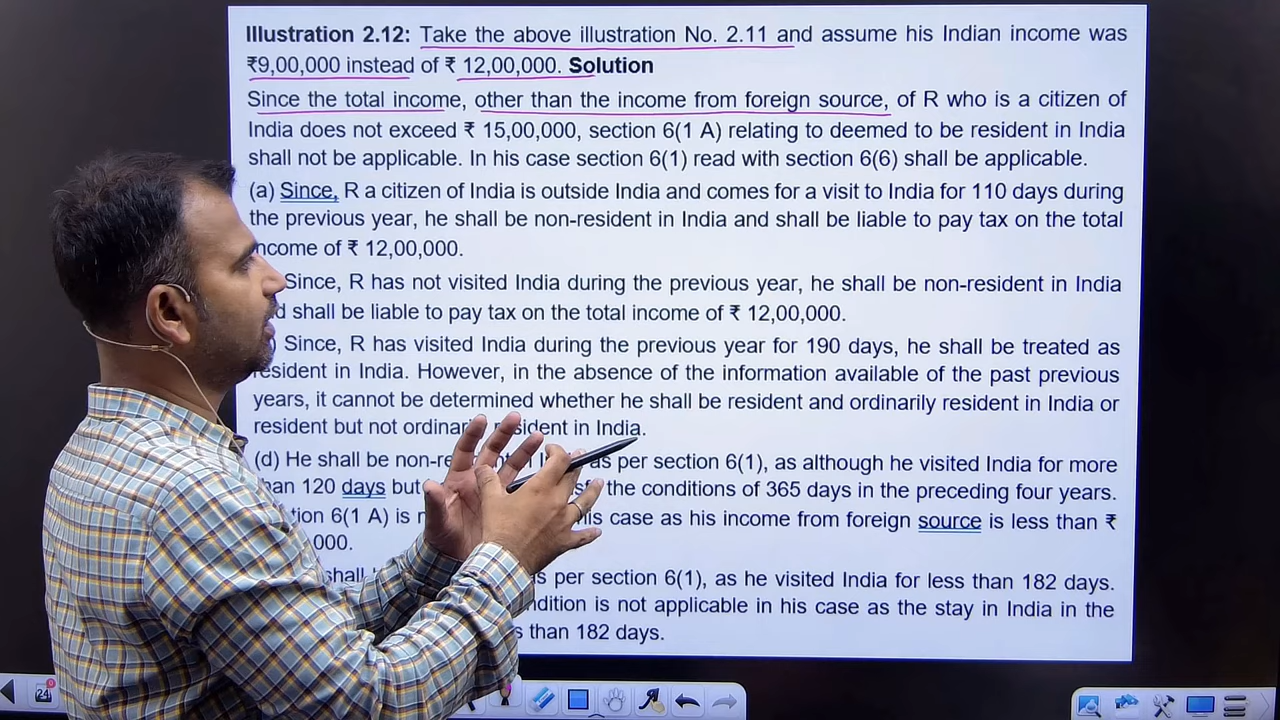 Illustration 2.12: Take the above illustration No. 2.11 and assume his Indian income was
₹9,00,000 instead of ₹ 12,00,000. Solution
Since the total income, other than the income from foreign source, of R who is a citizen of
India does not exceed ₹ 15,00,000, section 6(1 A) relating to deemed to be resident in India
shall not be applicable. In his case section 6(1) read with section 6(6) shall be applicable.
(a) Since, R a citizen of India is outside India and comes for a visit to India for 110 days during
the previous year, he shall be non-resident in India and shall be liable to pay tax on the total
income of ₹ 12,00,000.
Since, R has not visited India during the previous year, he shall be non-resident in India
shall be liable to pay tax on the total income of ₹ 12,00,000.
Since, R has visited India during the previous year for 190 days, he shall be treated as
resident in India. However, in the absence of the information available of the past previous
years, it cannot be determined whether he shall be resident and ordinarily resident in India or
resident but not resident in India.
(d) He shall be as per section 6(1), as although he visited India for more
than 120 days but the conditions of 365 days in the preceding four years.
6(1 A) is his case as his income from foreign source is less than ₹
000.
shall as per section 6(1), as he visited India for less than 182 days.
is not applicable in his case as the stay in India in the
than 182 days.
24